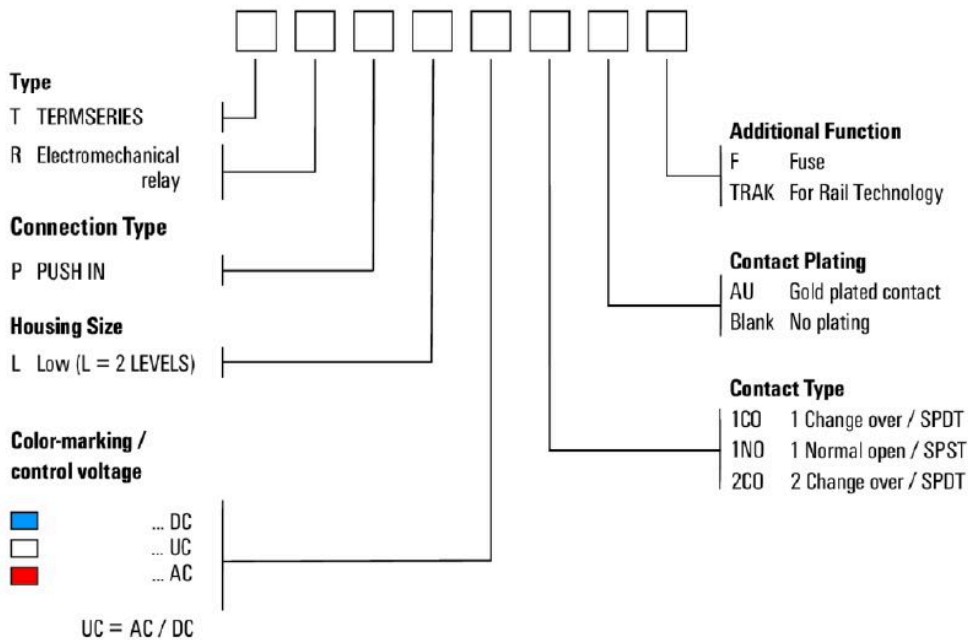 Type
T TERMSERIES
R Electromechanical
relay
Connection Type
P PUSH IN
Housing Size
L Low (L = 2 LEVELS)
Color-marking /
control voltage
... DC
... UC
... AC
UC = AC / DC
Additional Function
F Fuse
TRAK For Rail Technology
Contact Plating
AU Gold plated contact
Blank No plating
Contact Type
1CO 1 Change over / SPDT
1NO 1 Normal open / SPST
2CO 2 Change over / SPDT